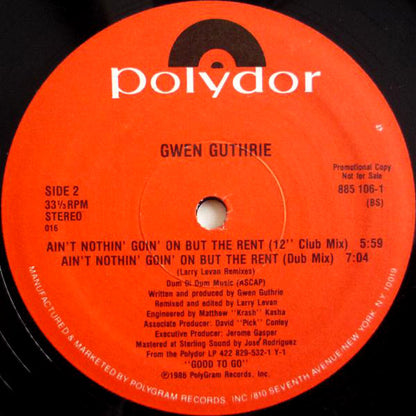 polydor
GWEN GUTHRIE
SIDE 2
33⅓ RPM
STEREO
016
Promotional Copy
Not for Sale
885 106-1
(BS)
AIN'T NOTHIN' GOIN' ON BUT THE RENT (12'' Club Mix) 5:59
AIN'T NOTHIN' GOIN' ON BUT THE RENT (Dub Mix) 7:04
(Larry Levan Remixes)
Dum Di Dum Music (ASCAP)
Written and produced by Gwen Guthrie
Remixed and edited by Larry Levan
Engineered by Matthew "Krash" Kasha
Associate Producer: David "Pick" Conley
Executive Producer: Jerome Gasper
Mastered at Sterling Sound by José Rodriguez
From the Polydor LP 422 829-532-1 Y-1
"GOOD TO GO"
℗1986 PolyGram Records, Inc.
MANUFACTURED & MARKETED BY POLYGRAM RECORDS, INC./810 SEVENTH AVENUE·NEW YORK, NY 10019